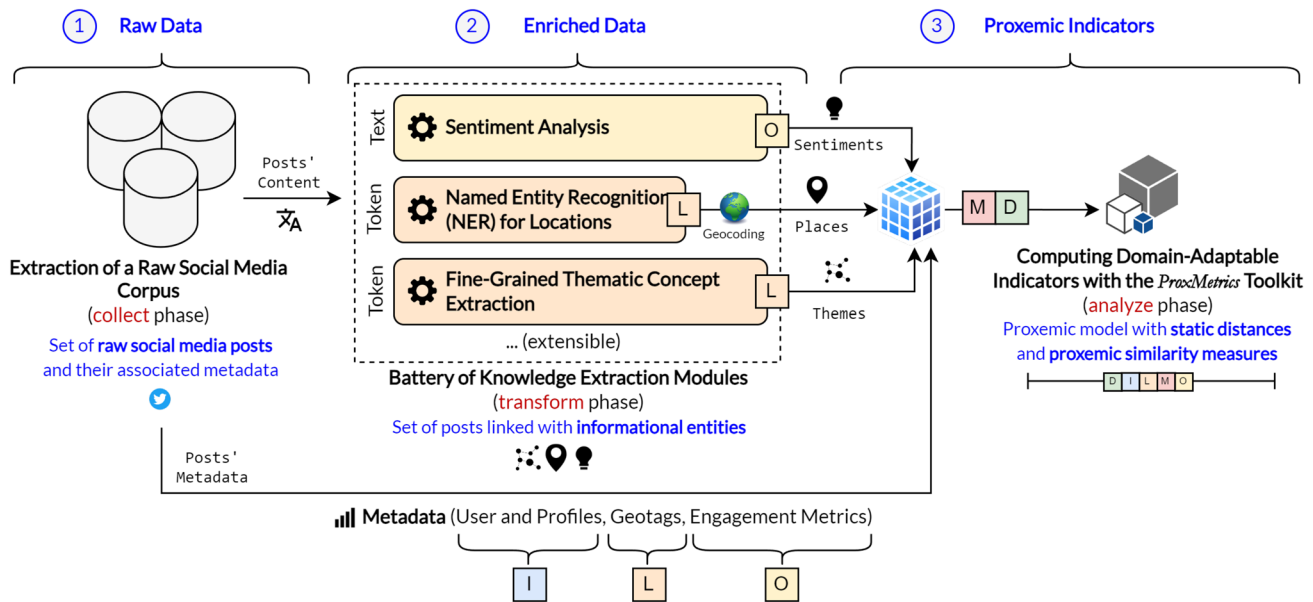 1 Raw Data
2 Enriched Data
3 Proxemic Indicators
Posts'
Content
Extraction of a Raw Social Media
Corpus
(collect phase)
Set of raw social media posts
and their associated metadata
Text
Sentiment Analysis
O
Token
Named Entity Recognition
(NER) for Locations
L
Geocoding
Token
Fine-Grained Thematic Concept
Extraction
L
... (extensible)
Battery of Knowledge Extraction Modules
(transform phase)
Set of posts linked with informational entities
Sentiments
Places
Themes
M D
Computing Domain-Adaptable
Indicators with the ProxMetrics Toolkit
(analyze phase)
Proxemic model with static distances
and proxemic similarity measures
D I L M O
Posts'
Metadata
Metadata (User and Profiles, Geotags, Engagement Metrics)
I L O